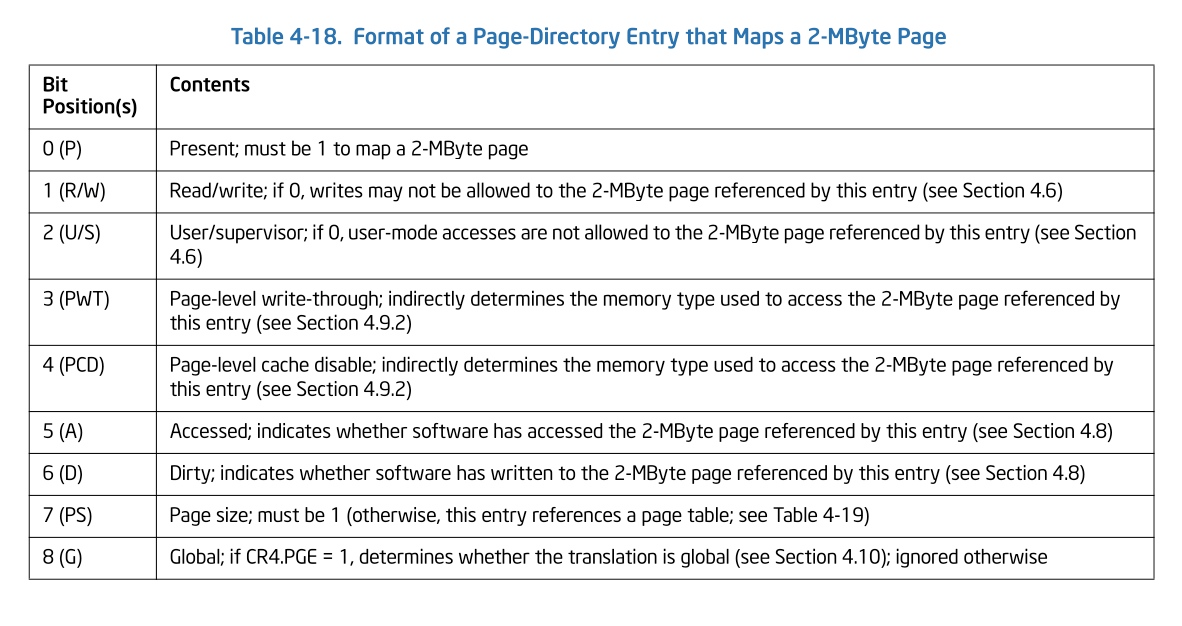 Table 4-18. Format of a Page-Directory Entry that Maps a 2-MByte Page
Bit
Position(s)
Contents
0 (P)
Present; must be 1 to map a 2-MByte page
1 (R/W)
Read/write; if 0, writes may not be allowed to the 2-MByte page referenced by this entry (see Section 4.6)
2 (U/S)
User/supervisor; if 0, user-mode accesses are not allowed to the 2-MByte page referenced by this entry (see Section
4.6)
3 (PWT)
Page-level write-through; indirectly determines the memory type used to access the 2-MByte page referenced by
this entry (see Section 4.9.2)
4 (PCD)
Page-level cache disable; indirectly determines the memory type used to access the 2-MByte page referenced by
this entry (see Section 4.9.2)
5 (A)
Accessed; indicates whether software has accessed the 2-MByte page referenced by this entry (see Section 4.8)
6 (D)
Dirty; indicates whether software has written to the 2-MByte page referenced by this entry (see Section 4.8)
7 (PS)
Page size; must be 1 (otherwise, this entry references a page table; see Table 4-19)
8 (G)
Global; if CR4.PGE = 1, determines whether the translation is global (see Section 4.10); ignored otherwise